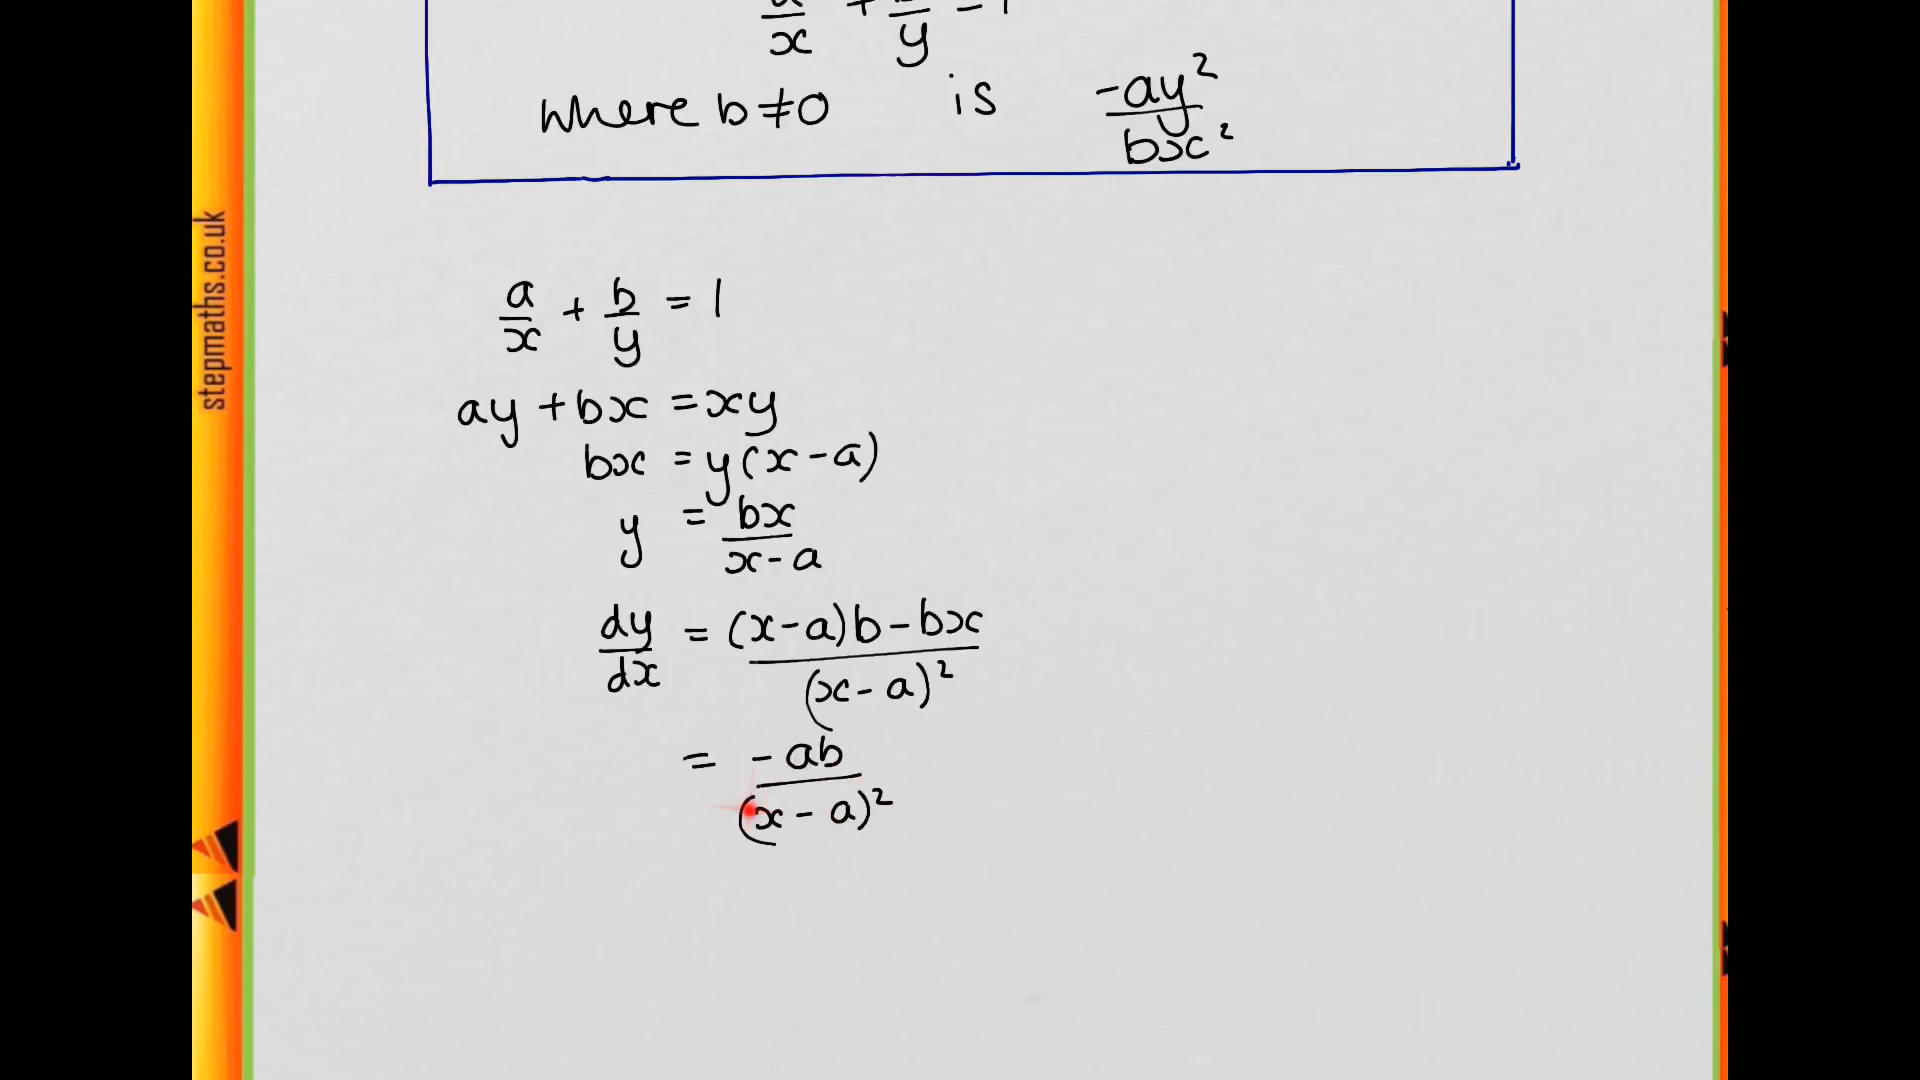 a/x + b/y = 1
where b ≠ 0 is -ay²/bx²
stepmaths.co.uk
a/x + b/y = 1
ay + bx = xy
bx = y(x - a)
y = bx/(x - a)
dy/dx = ((x - a)b - bx)/(x - a)²
= -ab/(x - a)²